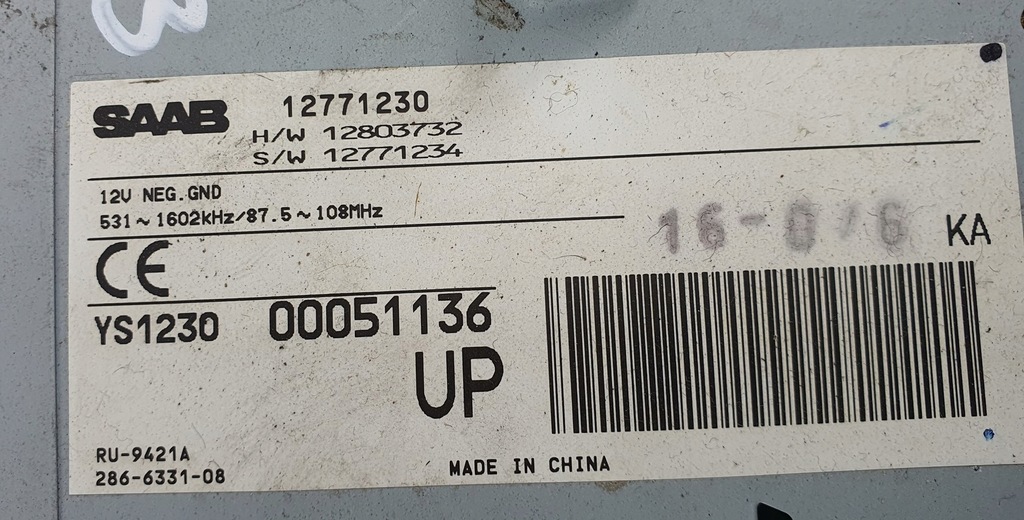 SAAB 12771230
H/W 12803732
S/W 12771234
12V NEG.GND
531~1602kHz/87.5~108MHz
16-0 6 KA
CE
YS1230 00051136
UP
RU-9421A
286-6331-08
MADE IN CHINA